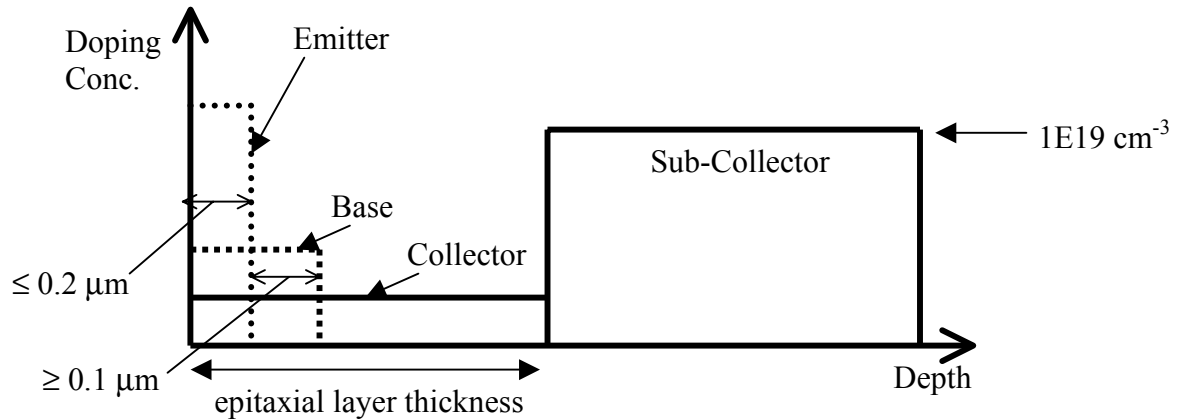 Doping
Conc.
Emitter
1E19 cm⁻³
Sub-Collector
Base
Collector
≤ 0.2 μm
≥ 0.1 μm
Depth
epitaxial layer thickness